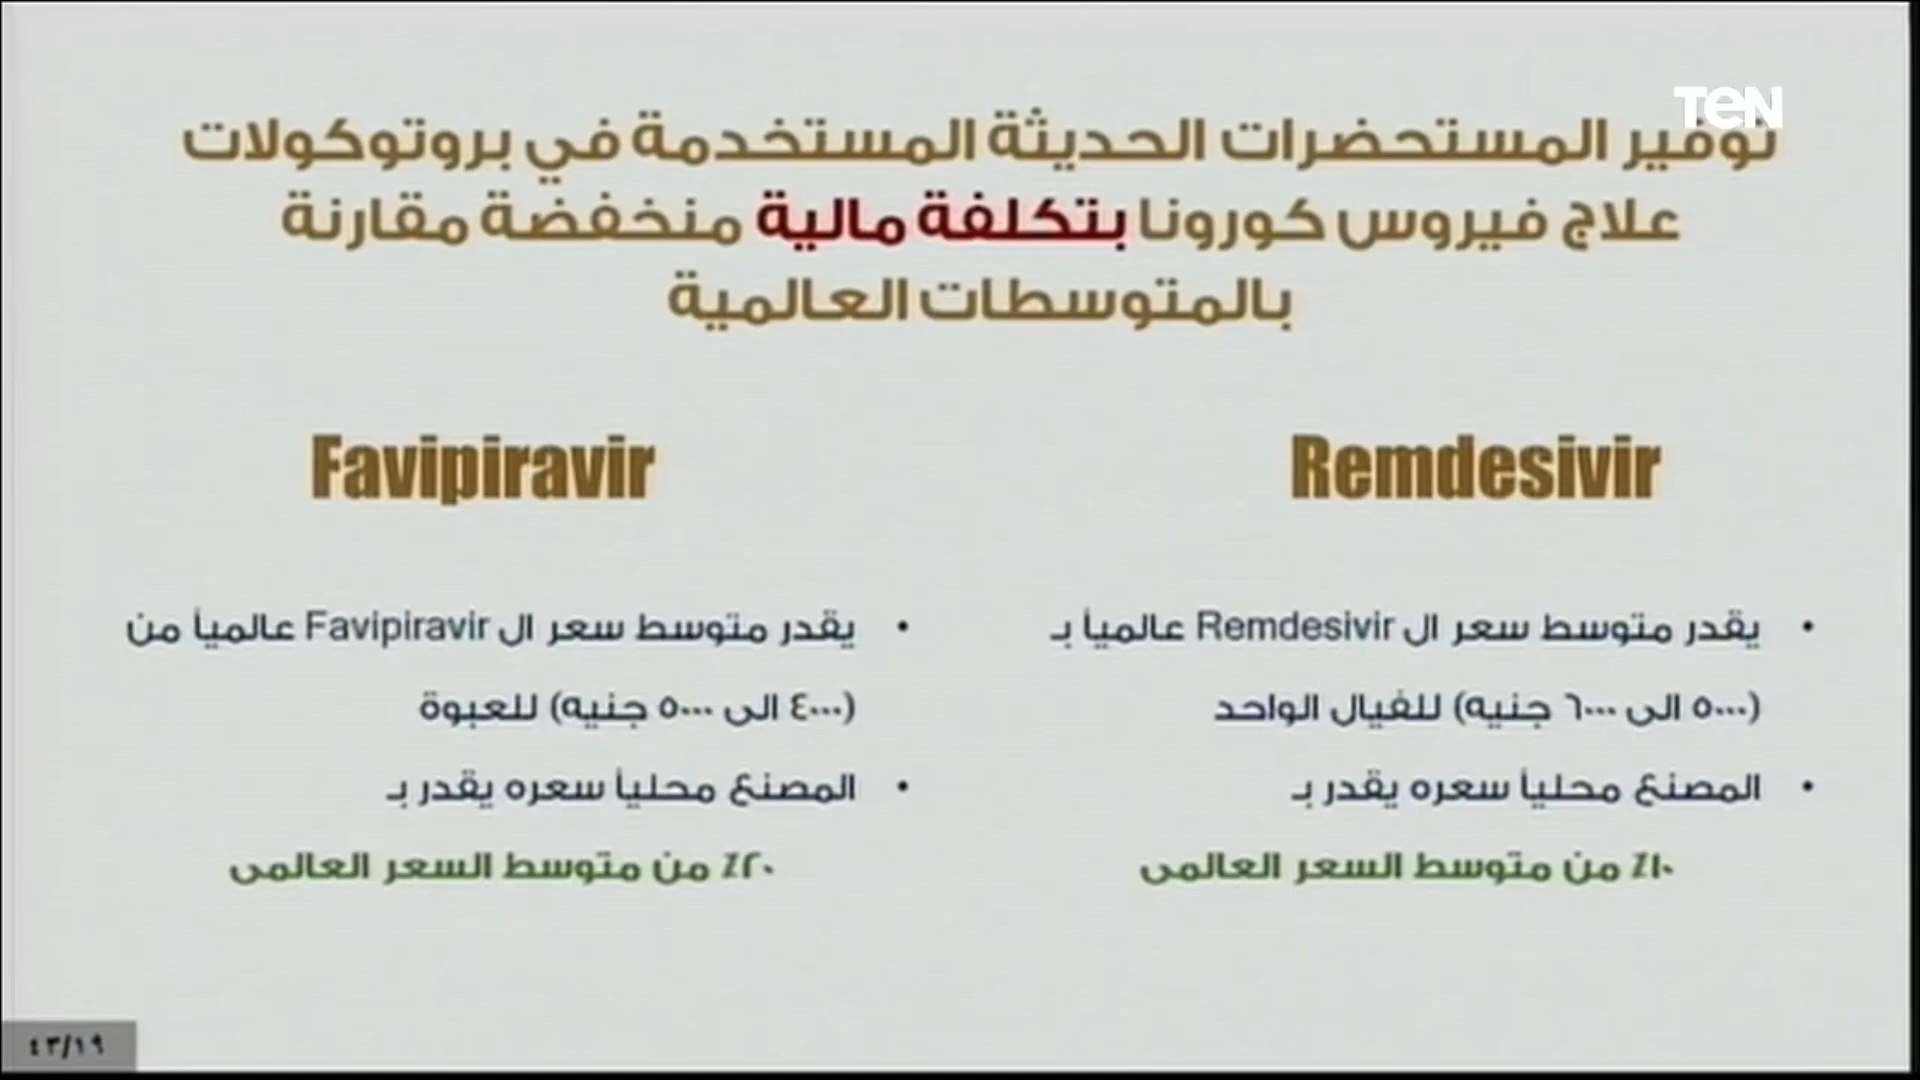 TeN
توفير المستحضرات الحديثة المستخدمة في بروتوكولات
علاج فيروس كورونا بتكلفة مالية منخفضة مقارنة
بالمتوسطات العالمية
Remdesivir
• يقدر متوسط سعر ال Remdesivir عالمياً بـ
(٥٠٠٠ الى ٦٠٠٠ جنيه) للفيال الواحد
• المصنع محلياً سعره يقدر بـ
١٠٪ من متوسط السعر العالمى
Favipiravir
• يقدر متوسط سعر ال Favipiravir عالمياً من
(٤٠٠٠ الى ٥٠٠٠ جنيه) للعبوة
• المصنع محلياً سعره يقدر بـ
٢٠٪ من متوسط السعر العالمى
٤٣/١٩